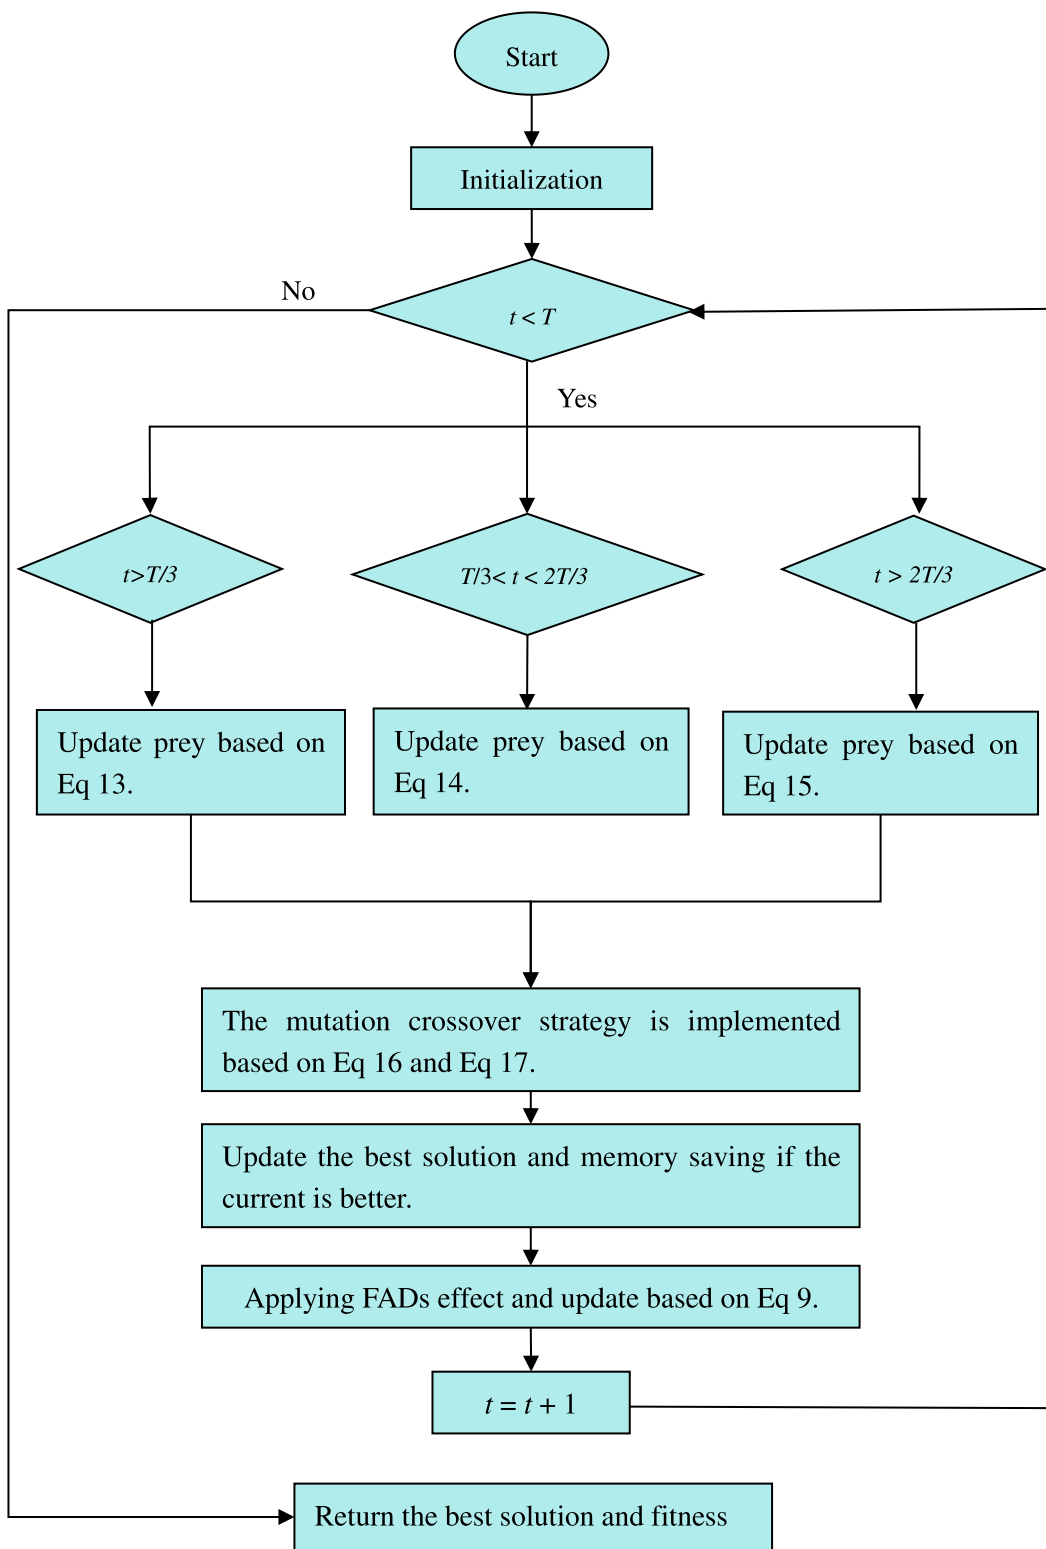 Start
Initialization
No
t < T
Yes
t>T/3
T/3< t < 2T/3
t > 2T/3
Update prey based on
Eq 13.
Update prey based on
Eq 14.
Update prey based on
Eq 15.
The mutation crossover strategy is implemented
based on Eq 16 and Eq 17.
Update the best solution and memory saving if the
current is better.
Applying FADs effect and update based on Eq 9.
t = t + 1
Return the best solution and fitness